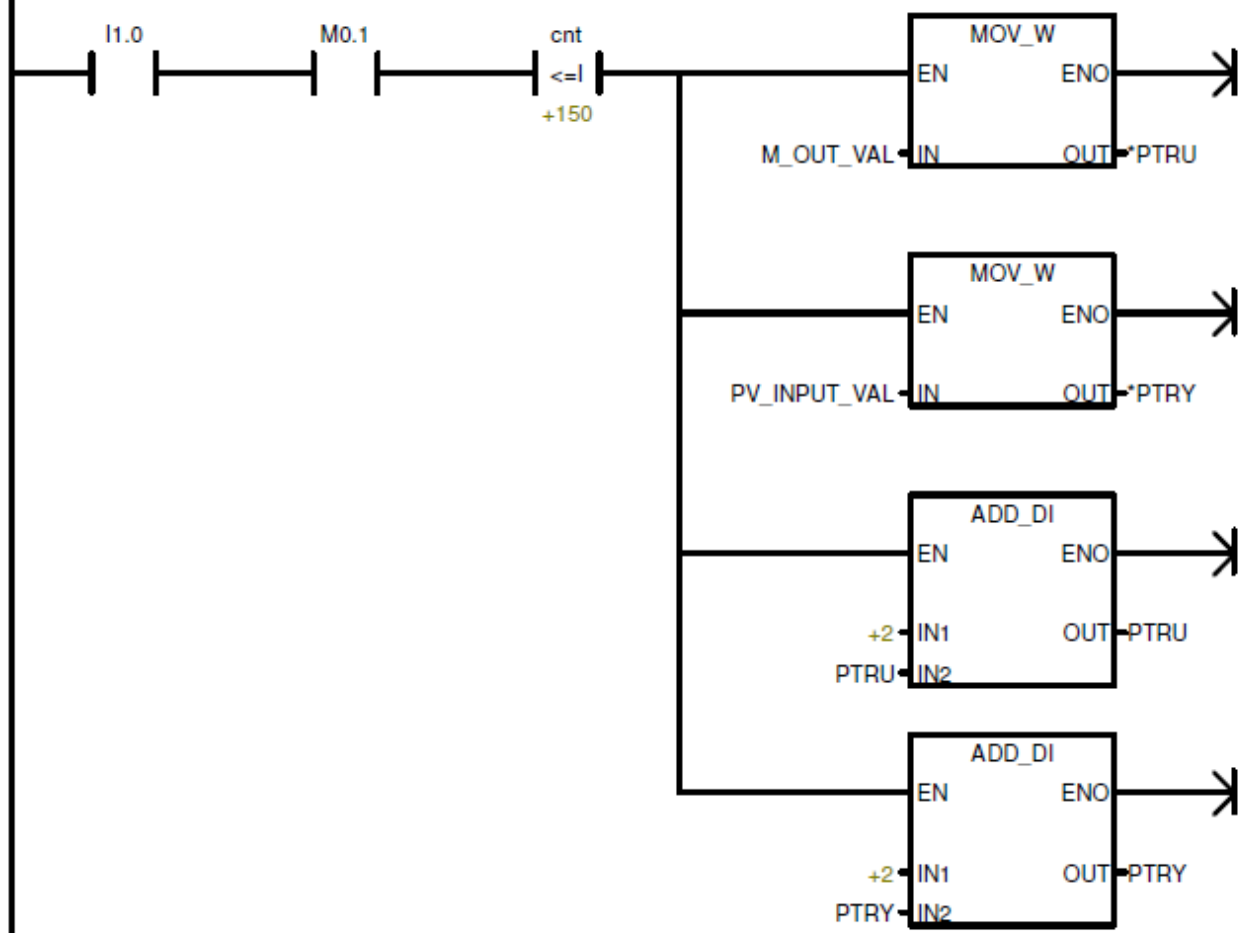 I1.0 M0.1 cnt MOV_W
<=I EN ENO
+150
M_OUT_VAL IN OUT *PTRU
MOV_W
EN ENO
PV_INPUT_VAL IN OUT *PTRY
ADD_DI
EN ENO
+2 IN1 OUT PTRU
PTRU IN2
ADD_DI
EN ENO
+2 IN1 OUT PTRY
PTRY IN2